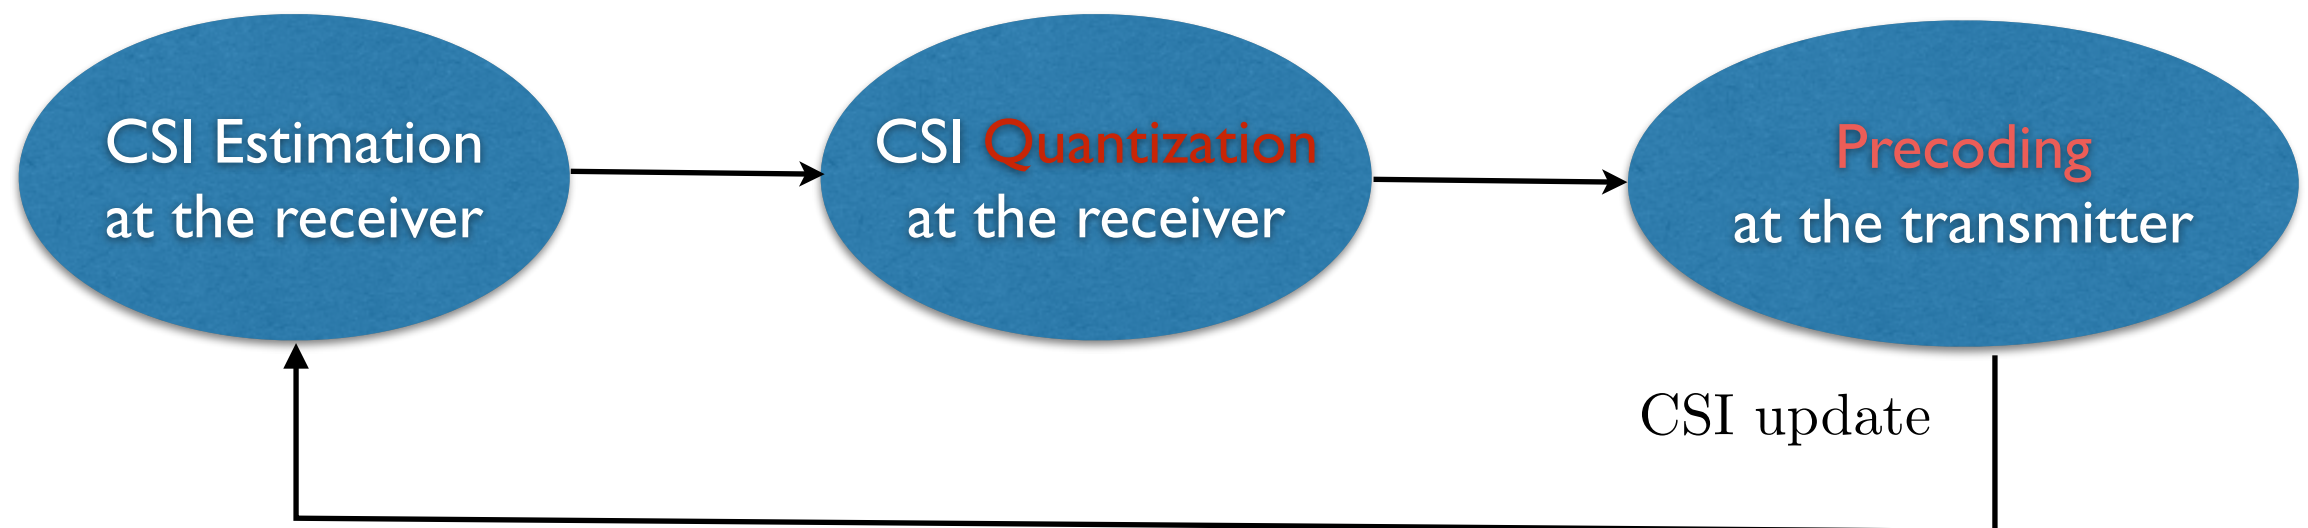 CSI Estimation
at the receiver
CSI Quantization
at the receiver
Precoding
at the transmitter
CSI update